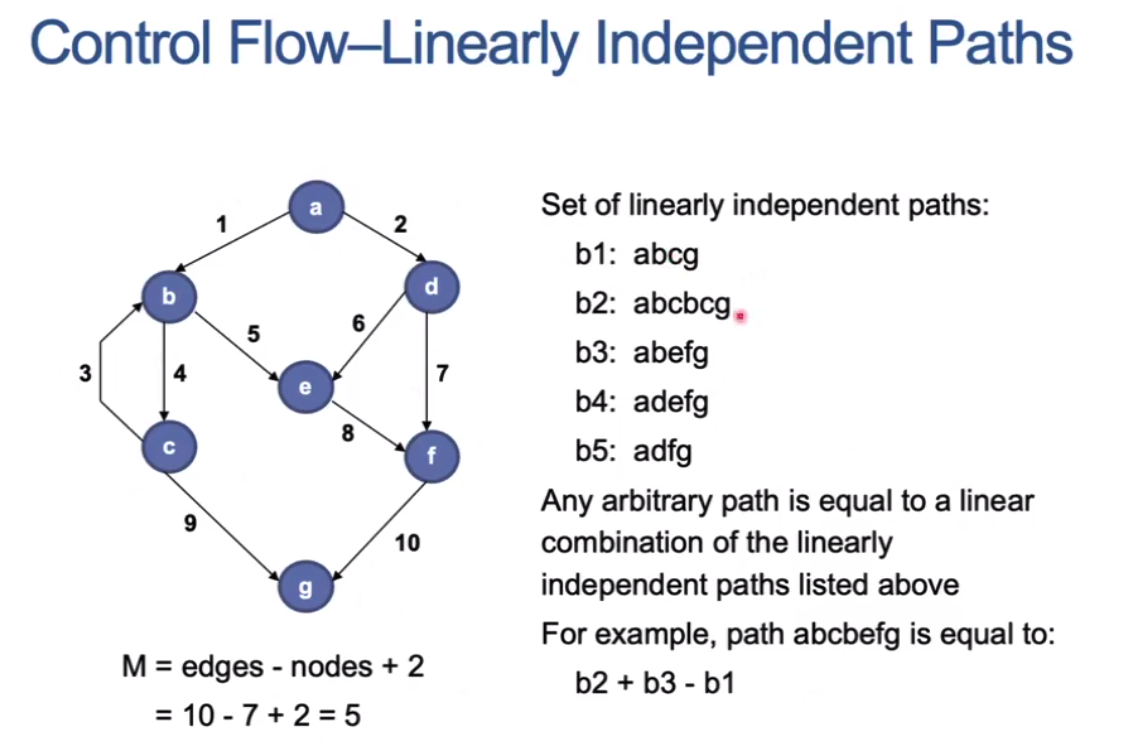 Control Flow–Linearly Independent Paths
a
1
2
b
d
5
6
3
4
e
7
8
c
f
9
10
g
M = edges - nodes + 2
= 10 - 7 + 2 = 5
Set of linearly independent paths:
b1: abcg
b2: abcbcg
b3: abefg
b4: adefg
b5: adfg
Any arbitrary path is equal to a linear
combination of the linearly
independent paths listed above
For example, path abcbefg is equal to:
b2 + b3 - b1